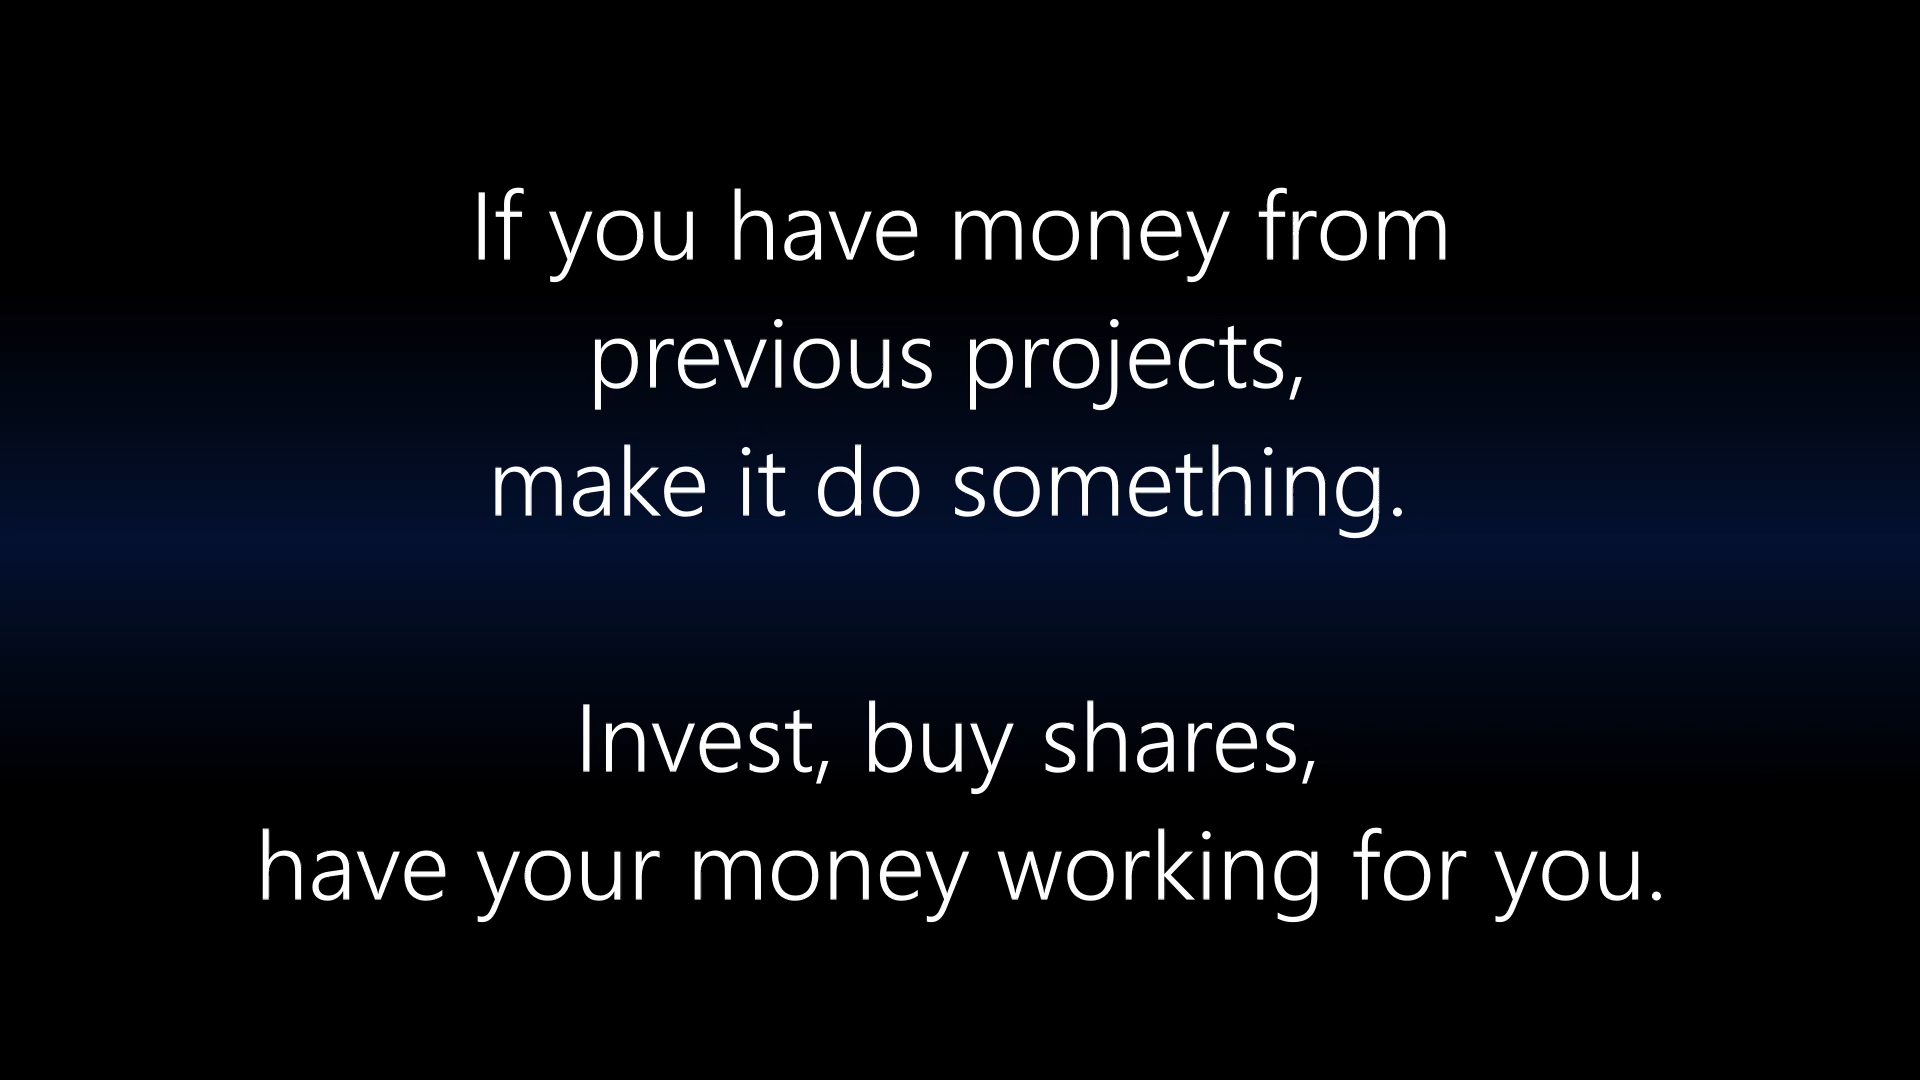 If you have money from
previous projects,
make it do something.
Invest, buy shares,
have your money working for you.